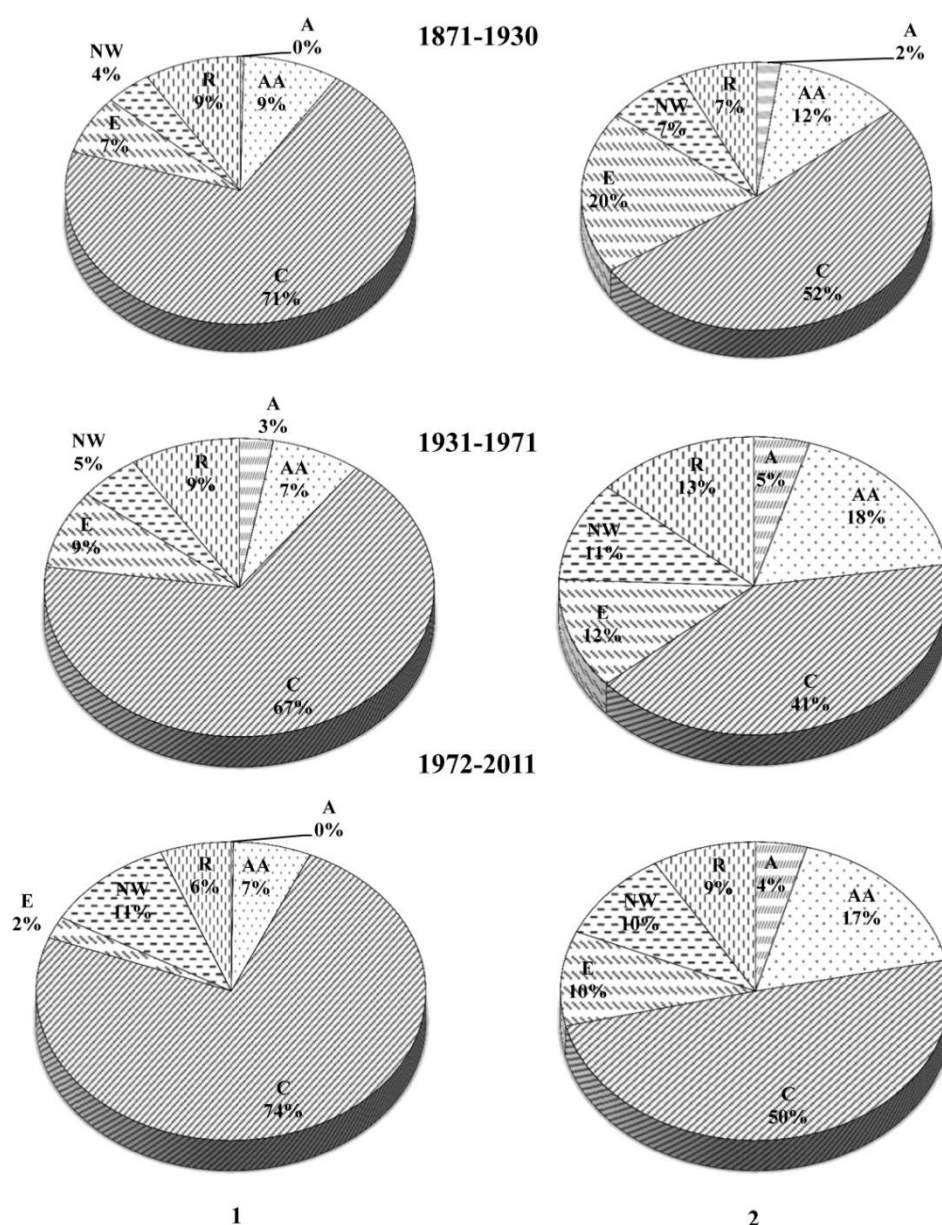 1871-1930
A
0%
NW
4%
R
9%
AA
9%
E
7%
C
71%
A
2%
NW
7%
R
7%
AA
12%
E
20%
C
52%
1931-1971
A
3%
NW
5%
R
9%
AA
7%
E
9%
C
67%
R
13%
A
5%
AA
18%
NW
11%
E
12%
C
41%
1972-2011
A
0%
R
6%
AA
7%
NW
11%
E
2%
C
74%
R
9%
A
4%
AA
17%
NW
10%
E
10%
C
50%
1
2